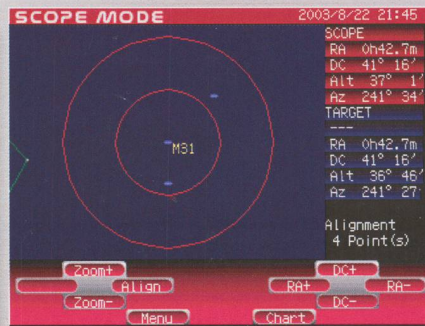 SCOPE MODE
2003/8/22 21:45
SCOPE
RA 0h42.7m
DC 41° 16′
Alt 37° 1′
Az 241° 34′
TARGET
---
RA 0h42.7m
DC 41° 16′
Alt 36° 46′
Az 241° 27′
M31
Alignment
4 Point(s)
Zoom+
Align
Zoom-
Menu
DC+
RA+
RA-
DC-
Chart